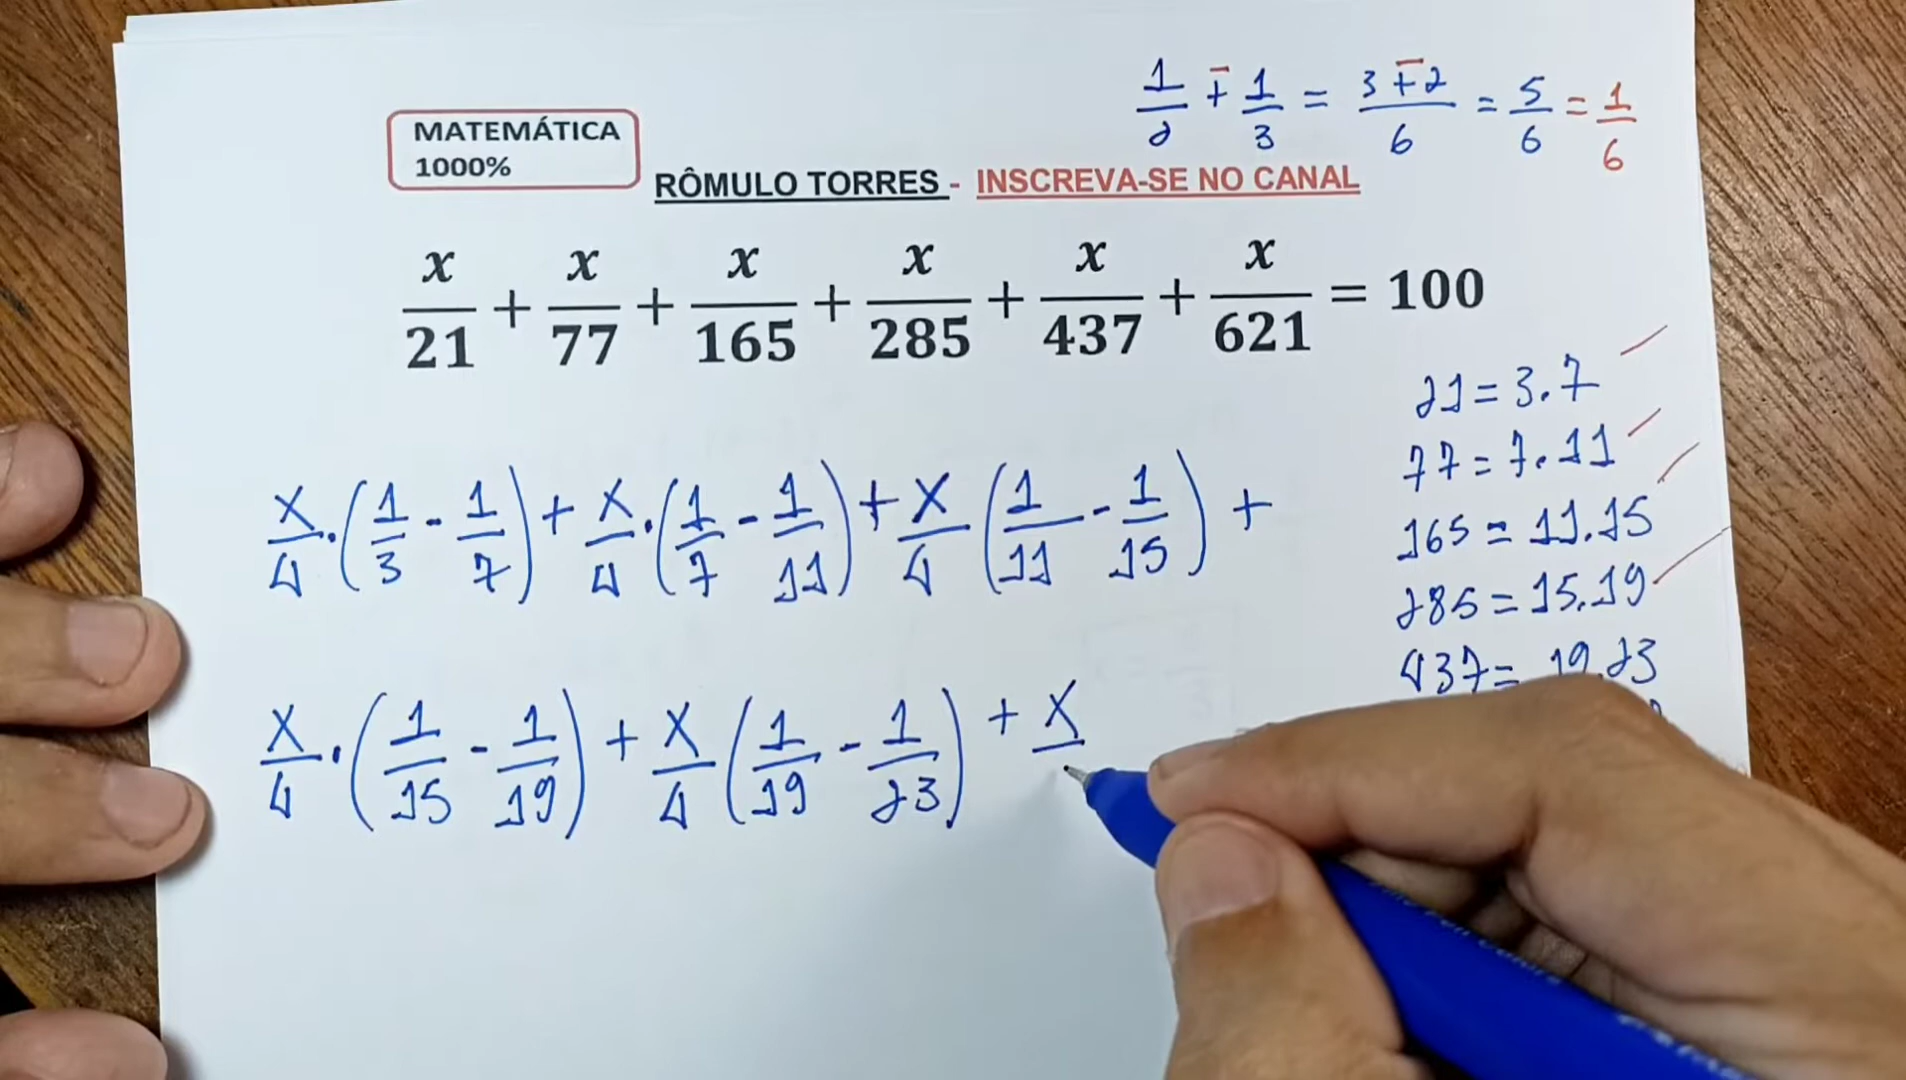 1/2 + 1/3 = 3+2/6 = 5/6 = 1/6
MATEMÁTICA
1000%
RÔMULO TORRES - INSCREVA-SE NO CANAL
x/21 + x/77 + x/165 + x/285 + x/437 + x/621 = 100
21 = 3.7
77 = 7.11
165 = 11.15
285 = 15.19
437 = 19.23
x/4 . (1/3 - 1/7) + x/4 . (1/7 - 1/11) + x/4 (1/11 - 1/15) +
x/4 . (1/15 - 1/19) + x/4 (1/19 - 1/23) + x